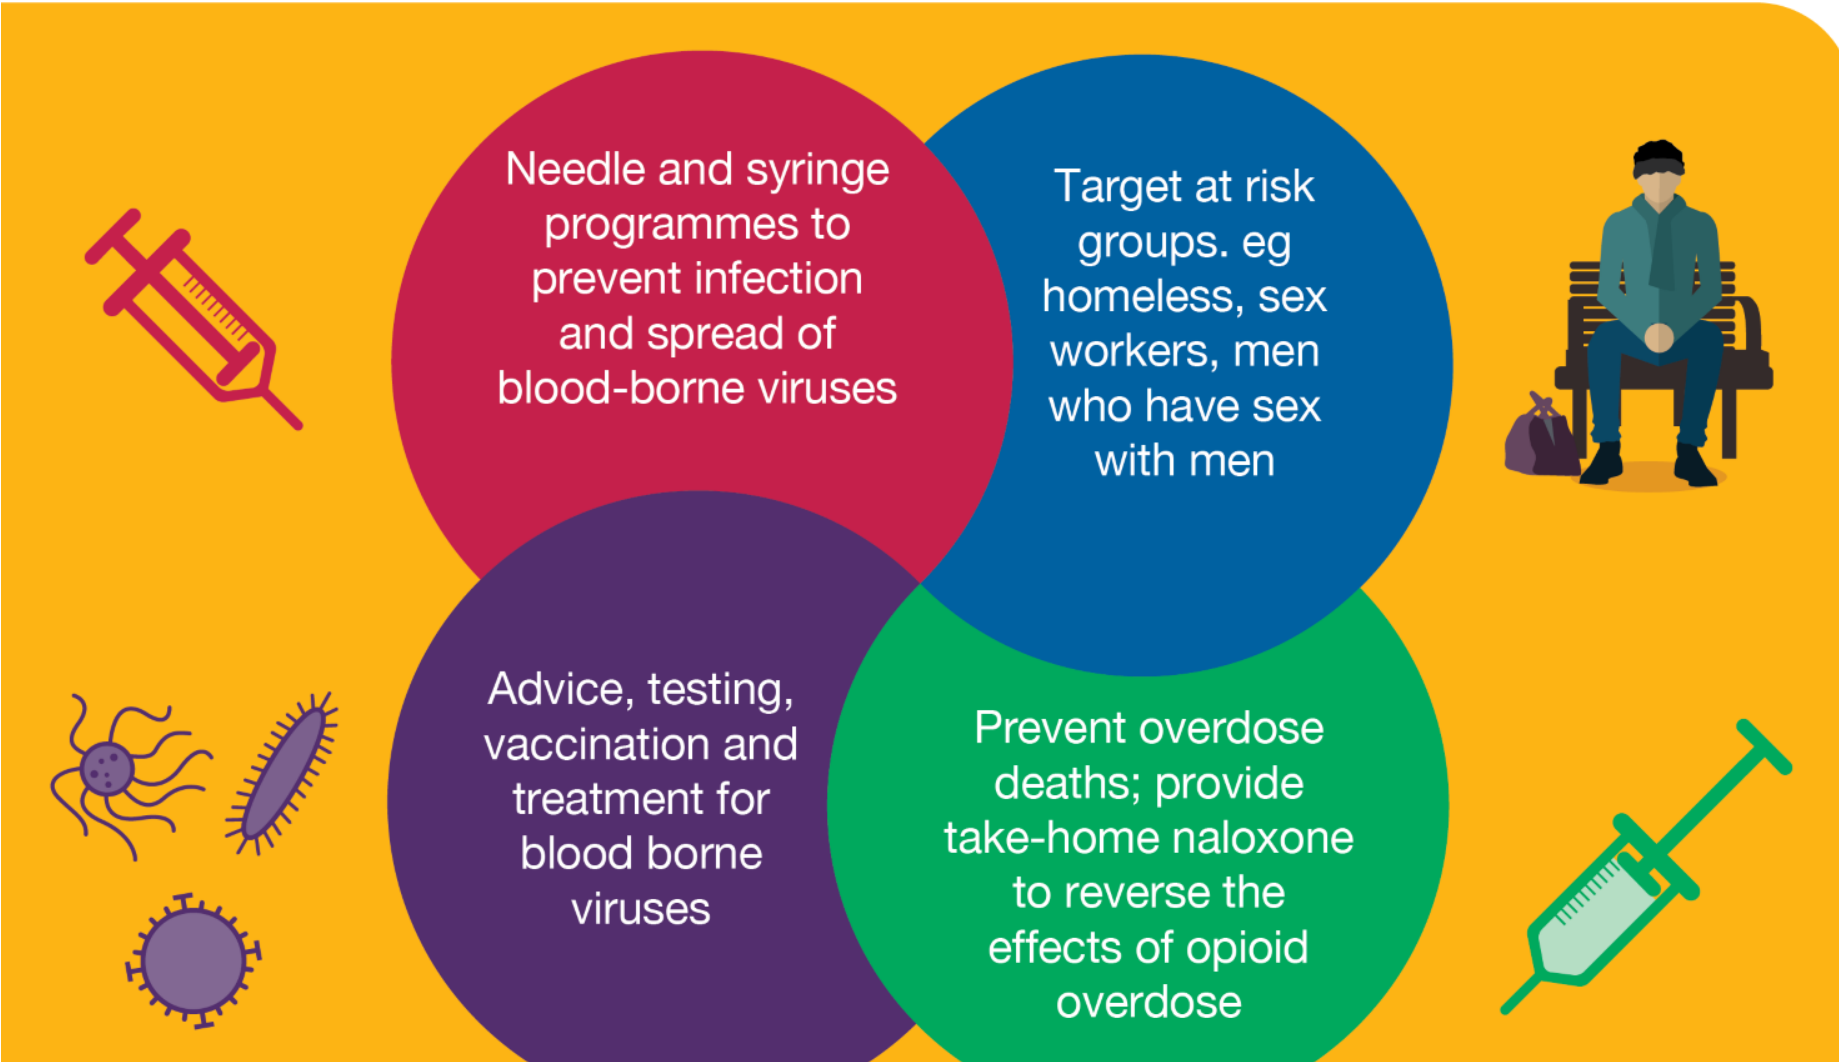 Needle and syringe
programmes to
prevent infection
and spread of
blood-borne viruses
Target at risk
groups. eg
homeless, sex
workers, men
who have sex
with men
Advice, testing,
vaccination and
treatment for
blood borne
viruses
Prevent overdose
deaths; provide
take-home naloxone
to reverse the
effects of opioid
overdose